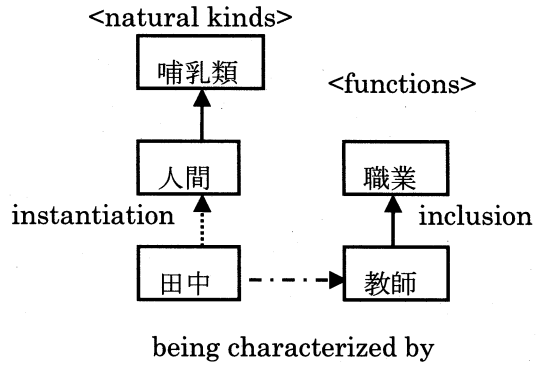 <natural kinds>
哺乳類
<functions>
人間
職業
instantiation
inclusion
田中
教師
being characterized by